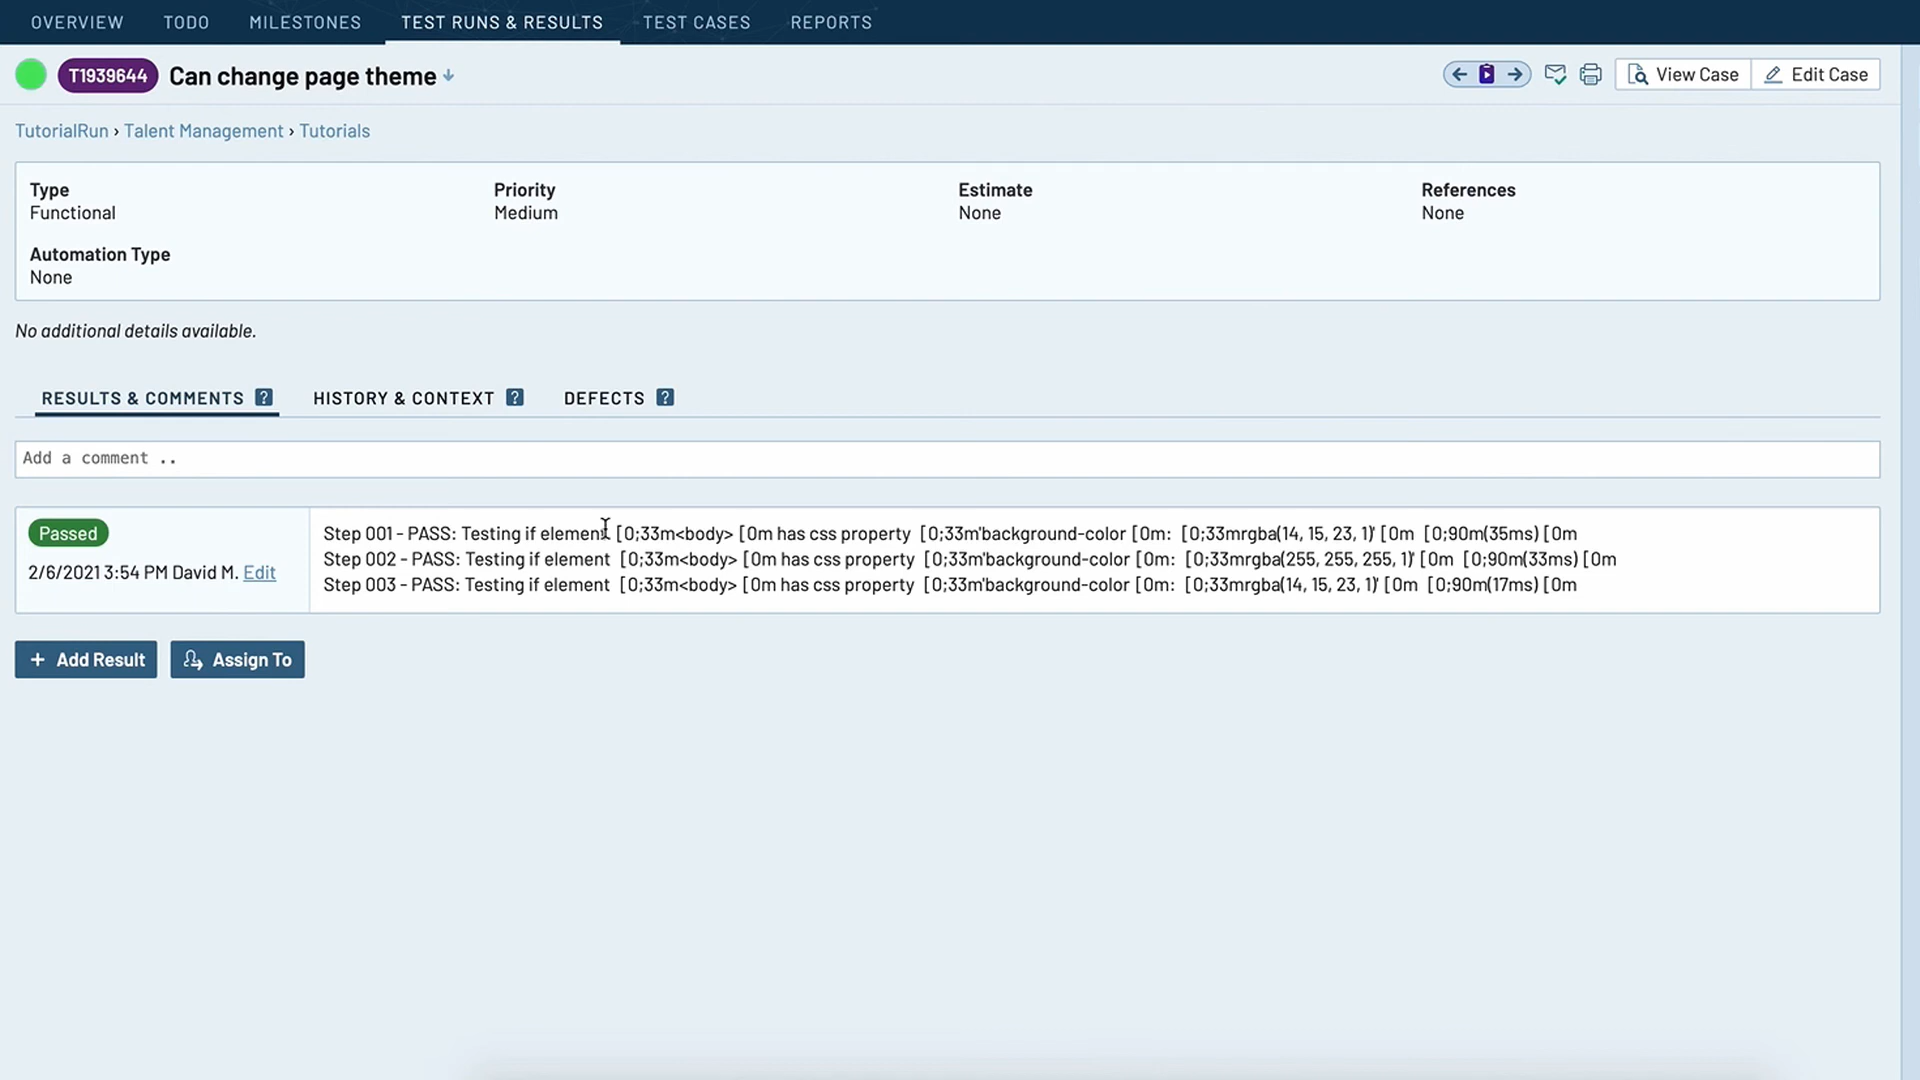 OVERVIEW TODO MILESTONES TEST RUNS & RESULTS TEST CASES REPORTS
T1939644 Can change page theme
View Case Edit Case
TutorialRun › Talent Management › Tutorials
Type Priority Estimate References
Functional Medium None None
Automation Type
None
No additional details available.
RESULTS & COMMENTS ? HISTORY & CONTEXT ? DEFECTS ?
Add a comment ..
Passed
2/6/2021 3:54 PM David M. Edit
Step 001 - PASS: Testing if element [0;33m<body> [0m has css property [0;33m'background-color [0m: [0;33mrgba(14, 15, 23, 1)' [0m [0;90m(35ms) [0m
Step 002 - PASS: Testing if element [0;33m<body> [0m has css property [0;33m'background-color [0m: [0;33mrgba(255, 255, 255, 1)' [0m [0;90m(33ms) [0m
Step 003 - PASS: Testing if element [0;33m<body> [0m has css property [0;33m'background-color [0m: [0;33mrgba(14, 15, 23, 1)' [0m [0;90m(17ms) [0m
+ Add Result Assign To